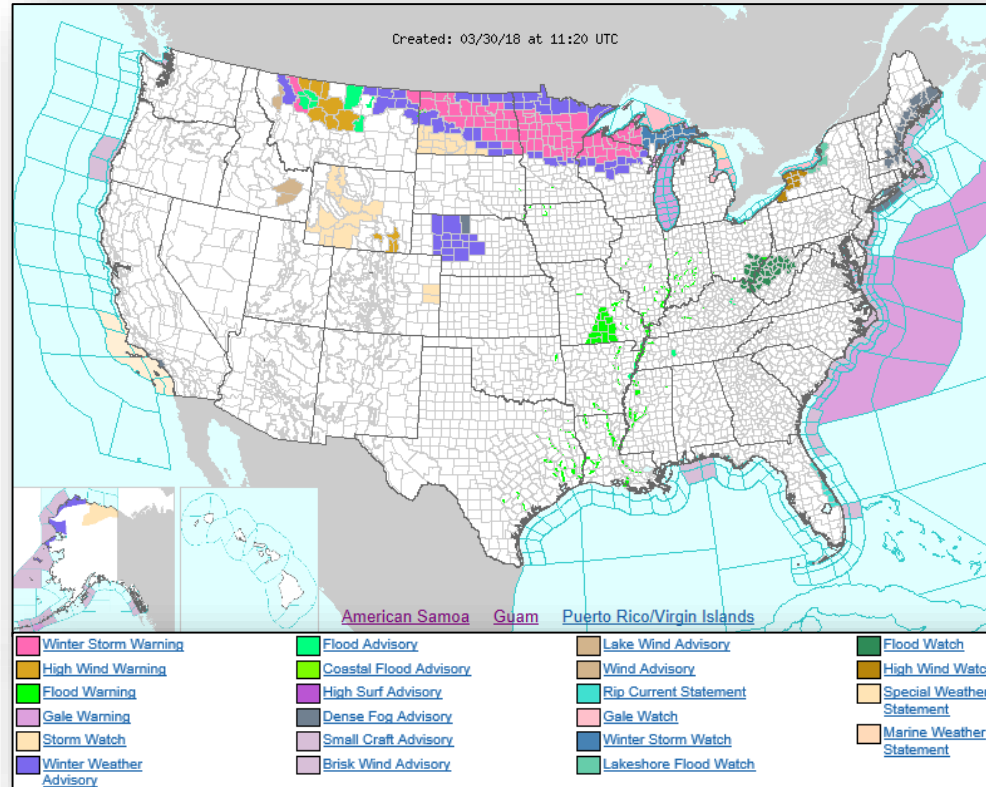 Created: 03/30/18 at 11:20 UTC
American Samoa Guam Puerto Rico/Virgin Islands
Winter Storm Warning
High Wind Warning
Flood Warning
Gale Warning
Storm Watch
Winter Weather
Advisory
Flood Advisory
Coastal Flood Advisory
High Surf Advisory
Dense Fog Advisory
Small Craft Advisory
Brisk Wind Advisory
Lake Wind Advisory
Wind Advisory
Rip Current Statement
Gale Watch
Winter Storm Watch
Lakeshore Flood Watch
Flood Watch
High Wind Watc
Special Weather
Statement
Marine Weather
Statement